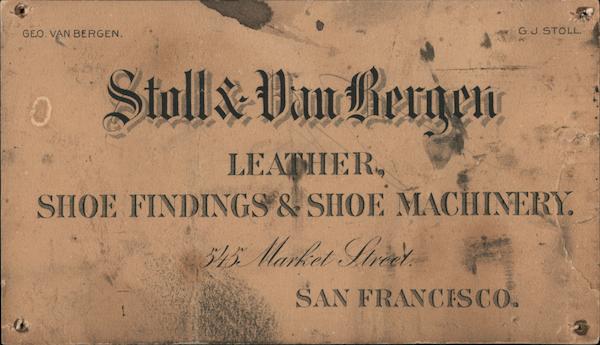 GEO. VAN BERGEN.
G. J. STOLL.
Stoll & Van Bergen
LEATHER,
SHOE FINDINGS & SHOE MACHINERY.
545 Market Street.
SAN FRANCISCO.